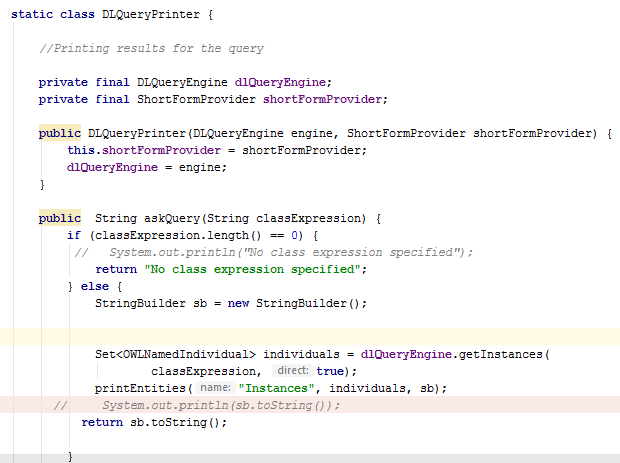 static class DLQueryPrinter {
//Printing results for the query
private final DLQueryEngine dlQueryEngine;
private final ShortFormProvider shortFormProvider;
public DLQueryPrinter(DLQueryEngine engine, ShortFormProvider shortFormProvider) {
this.shortFormProvider = shortFormProvider;
dlQueryEngine = engine;
}
public  String askQuery(String classExpression) {
if (classExpression.length() == 0) {
//   System.out.println("No class expression specified");
return "No class expression specified";
} else {
StringBuilder sb = new StringBuilder();
Set<OWLNamedIndividual> individuals = dlQueryEngine.getInstances(
classExpression, direct: true);
printEntities( name: "Instances", individuals, sb);
//     System.out.println(sb.toString());
return sb.toString();
}